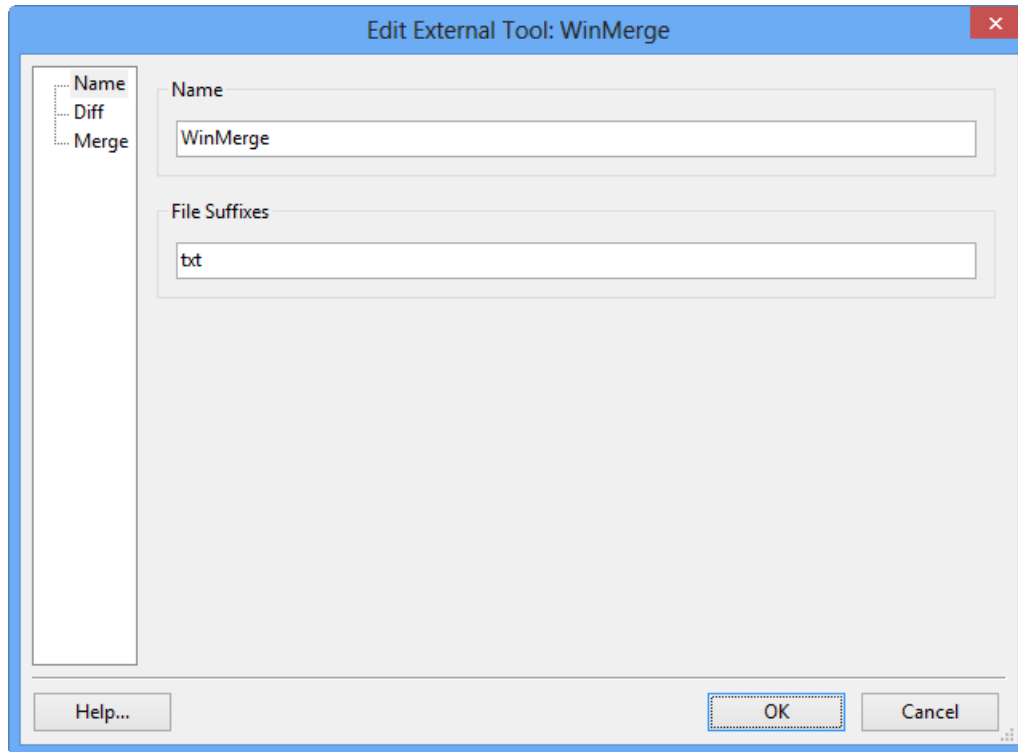 Edit External Tool: WinMerge
Name
Diff
Merge
Name
WinMerge
File Suffixes
txt
Help...
OK
Cancel